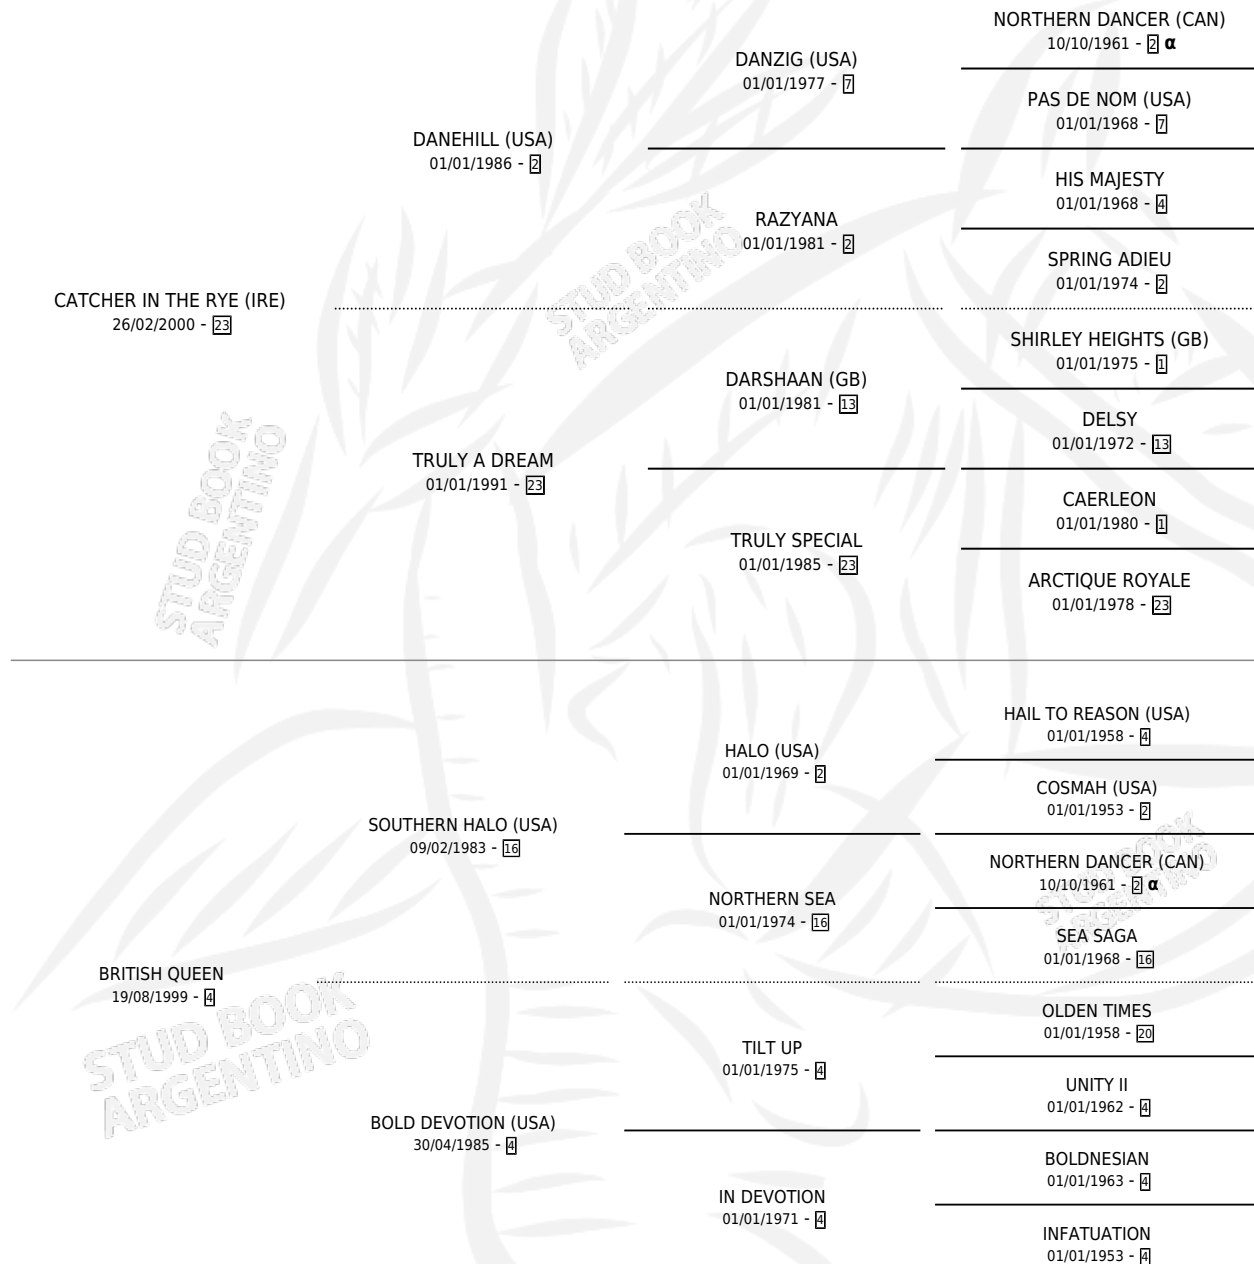 NORTHERN DANCER (CAN)
10/10/1961 - 2 α
DANZIG (USA)
01/01/1977 - 7
PAS DE NOM (USA)
01/01/1968 - 7
DANEHILL (USA)
01/01/1986 - 2
HIS MAJESTY
01/01/1968 - 4
RAZYANA
01/01/1981 - 2
SPRING ADIEU
01/01/1974 - 2
STUD BOOK
ARGENTINO
CATCHER IN THE RYE (IRE)
26/02/2000 - 23
SHIRLEY HEIGHTS (GB)
01/01/1975 - 1
DARSHAAN (GB)
01/01/1981 - 13
DELSY
01/01/1972 - 13
TRULY A DREAM
01/01/1991 - 23
CAERLEON
01/01/1980 - 1
TRULY SPECIAL
01/01/1985 - 23
ARCTIQUE ROYALE
01/01/1978 - 23
STUD BOOK
ARGENTINO
HAIL TO REASON (USA)
01/01/1958 - 4
HALO (USA)
01/01/1969 - 2
COSMAH (USA)
01/01/1953 - 2
SOUTHERN HALO (USA)
09/02/1983 - 16
NORTHERN DANCER (CAN)
10/10/1961 - 2 α
NORTHERN SEA
01/01/1974 - 16
SEA SAGA
01/01/1968 - 16
STUD BOOK
ARGENTINO
BRITISH QUEEN
19/08/1999 - 4
OLDEN TIMES
01/01/1958 - 20
TILT UP
01/01/1975 - 4
UNITY II
01/01/1962 - 4
BOLD DEVOTION (USA)
30/04/1985 - 4
BOLDNESIAN
01/01/1963 - 4
IN DEVOTION
01/01/1971 - 4
INFATUATION
01/01/1953 - 4
STUD BOOK
ARGENTINO